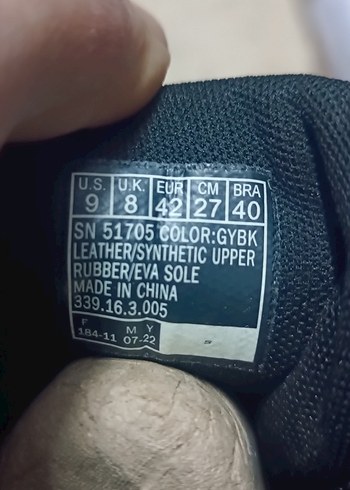 U.S. U.K. EUR CM BRA
9 8 42 27 40
SN 51705 COLOR:GYBK
LEATHER/SYNTHETIC UPPER
RUBBER/EVA SOLE
MADE IN CHINA
339.16.3.005
F M Y
184-11 07-22